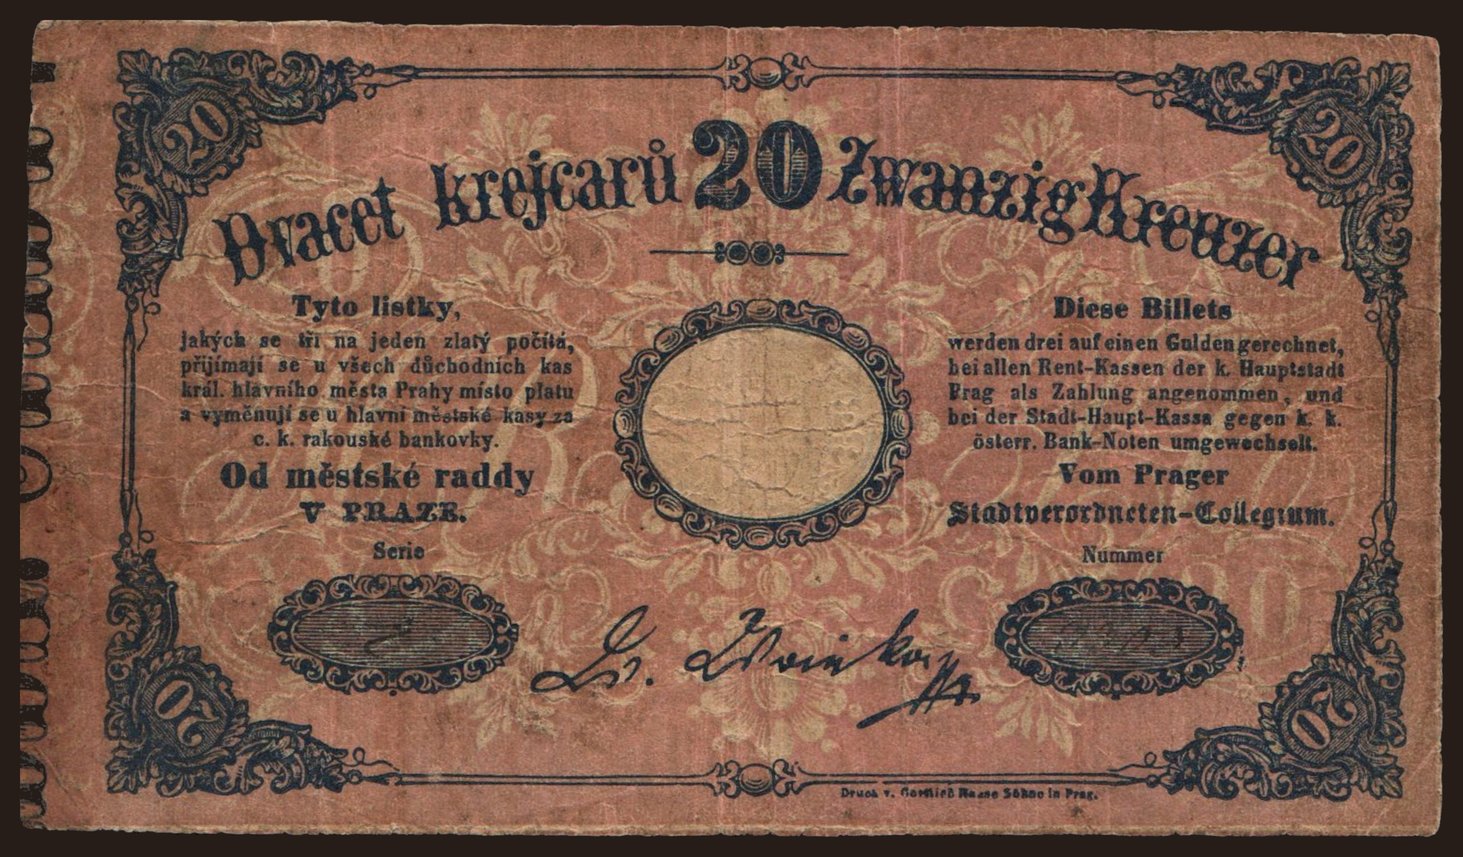 20
20
Dvacet krejcarů 20 Zwanzig Kreuzer
Tyto listky,
jakých se tři na jeden zlatý počítá,
přijímají se u všech důchodních kas
král. hlavního města Prahy místo platu
a vyměnují se u hlavní městské kasy za
c. k. rakouské bankovky.
Od městské raddy
V PRAZE.
Serie
Diese Billets
werden drei auf einen Gulden gerechnet,
bei allen Rent-Kassen der k. Hauptstadt
Prag als Zahlung angenommen, und
bei der Stadt-Haupt-Kassa gegen k. k.
österr. Bank-Noten umgewechselt.
Vom Prager
Stadtverordneten-Collegium.
Nummer
20
20
Druck v. Gottlieb Haase Söhne in Prag.